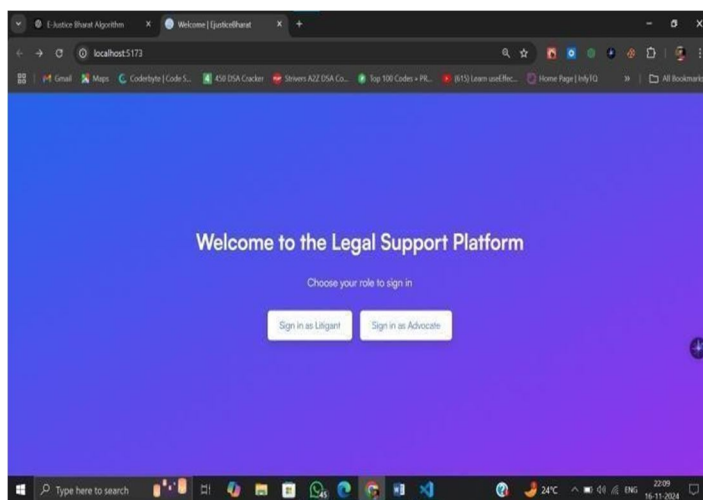 E-Justice Bharat Algorithm
Welcome | EjusticeBharat
localhost:5173
Gmail
Maps
Coderbyte | Code S...
450 DSA Cracker
Strivers A2Z DSA Co...
Top 100 Codes » PR...
(615) Learn useEffec...
Home Page | InfyTQ
»
All Bookmarks
Welcome to the Legal Support Platform
Choose your role to sign in
Sign in as Litigant
Sign in as Advocate
Type here to search
45
24°C
ENG
22:09
16-11-2024